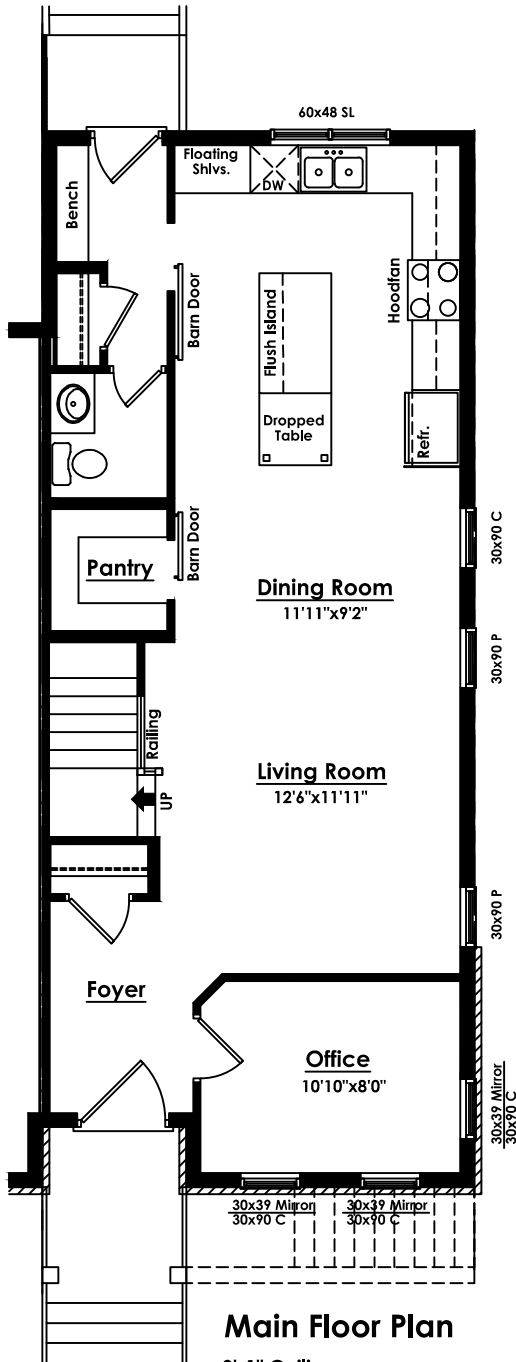 60x48 SL
Floating
Shlvs.
DW
Bench
Barn Door
Flush Island
Hoodfan
Dropped
Table
Refr.
30x90 C
Barn Door
Pantry
Dining Room
11'11"x9'2"
30x90 P
Railing
Living Room
12'6"x11'11"
UP
30x90 P
Foyer
Office
10'10"x8'0"
30x39 Mirror
30x90 C
30x39 Mirror
30x90 C
30x39 Mirror
30x90 C
Main Floor Plan